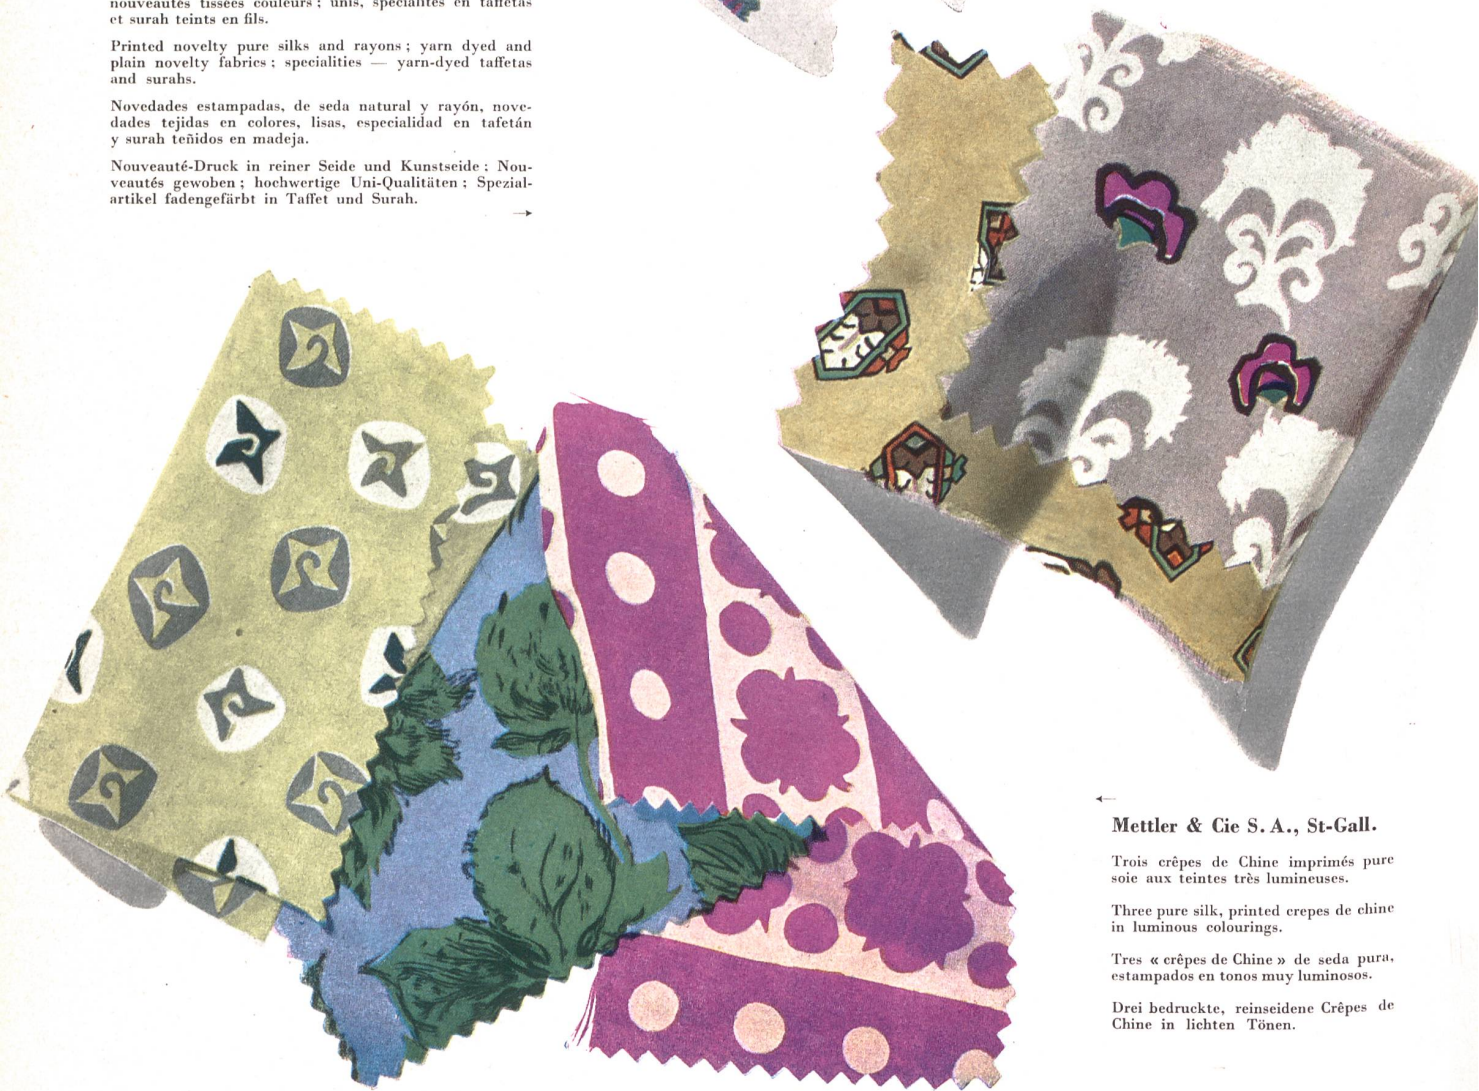 nouveautés tissées couleurs ; unis, spécialités en taffetas
et surah teints en fils.
Printed novelty pure silks and rayons ; yarn dyed and
plain novelty fabrics ; specialities — yarn-dyed taffetas
and surahs.
Novedades estampadas, de seda natural y rayón, nove-
dades tejidas en colores, lisas, especialidad en tafetán
y surah teñidos en madeja.
Nouveauté-Druck in reiner Seide und Kunstseide ; Nou-
veautés gewoben ; hochwertige Uni-Qualitäten ; Spezial-
artikel fadengefärbt in Taffet und Surah.
→
←
Mettler & Cie S. A., St-Gall.
Trois crêpes de Chine imprimés pure
soie aux teintes très lumineuses.
Three pure silk, printed crepes de chine
in luminous colourings.
Tres « crêpes de Chine » de seda pura,
estampados en tonos muy luminosos.
Drei bedruckte, reinseidene Crêpes de
Chine in lichten Tönen.